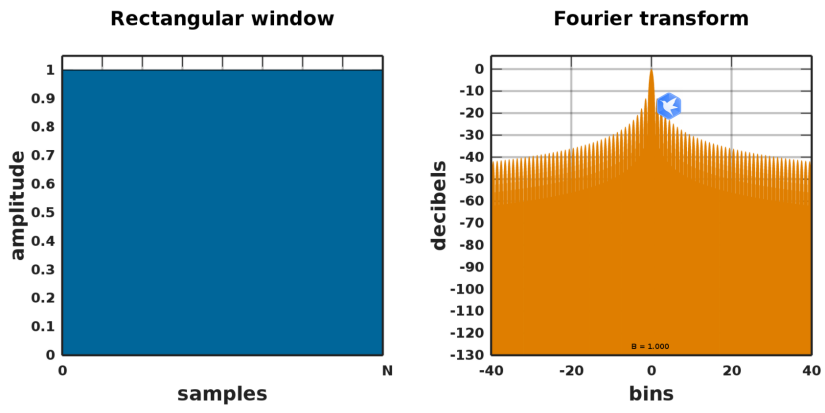 Rectangular window
amplitude
1
0.9
0.8
0.7
0.6
0.5
0.4
0.3
0.2
0.1
0
0 N
samples
Fourier transform
decibels
0
-10
-20
-30
-40
-50
-60
-70
-80
-90
-100
-110
-120
-130
B = 1.000
-40 -20 0 20 40
bins